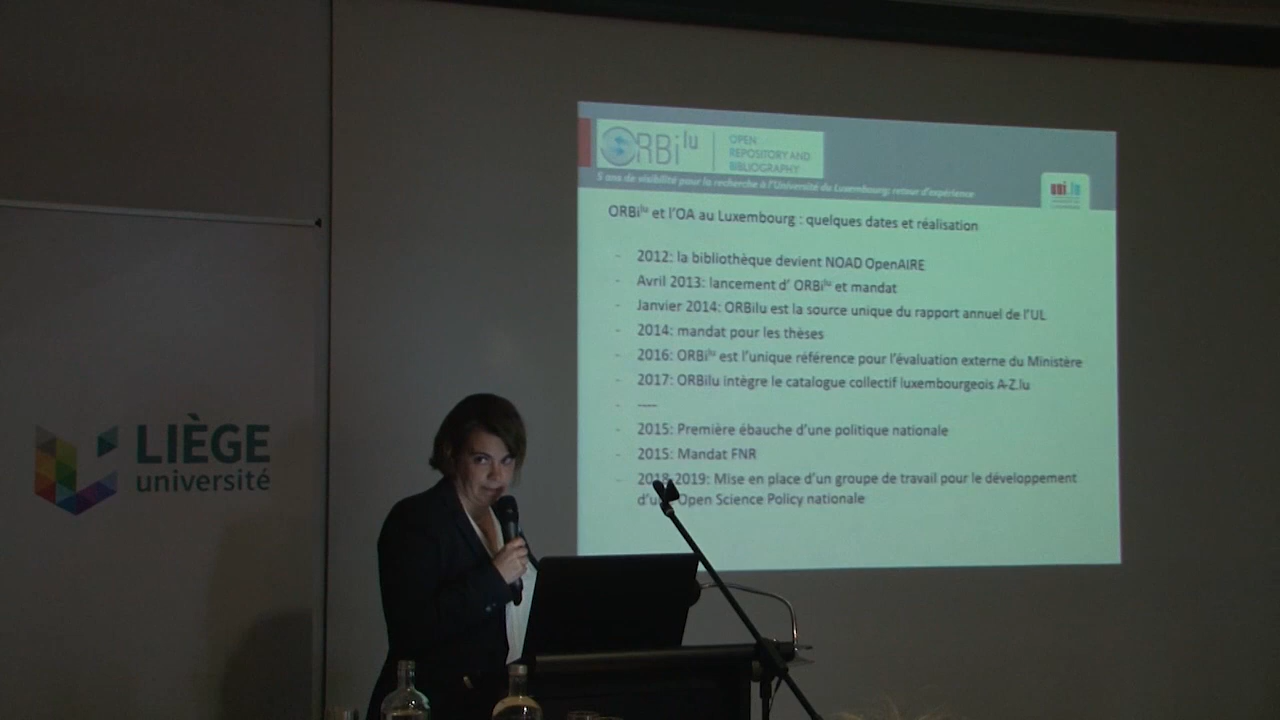 LIÈGE
université
ORBilu
OPEN
REPOSITORY AND
BIBLIOGRAPHY
5 ans de visibilité pour la recherche à l'Université du Luxembourg: retour d'expérience
uni.lu
ORBilu et l'OA au Luxembourg : quelques dates et réalisation
- 2012: la bibliothèque devient NOAD OpenAIRE
- Avril 2013: lancement d' ORBilu et mandat
- Janvier 2014: ORBilu est la source unique du rapport annuel de l'UL
- 2014: mandat pour les thèses
- 2016: ORBilu est l'unique référence pour l'évaluation externe du Ministère
- 2017: ORBilu intègre le catalogue collectif luxembourgeois A-Z.lu
- ----
- 2015: Première ébauche d'une politique nationale
- 2015: Mandat FNR
- 2018-2019: Mise en place d'un groupe de travail pour le développement
Open Science Policy nationale